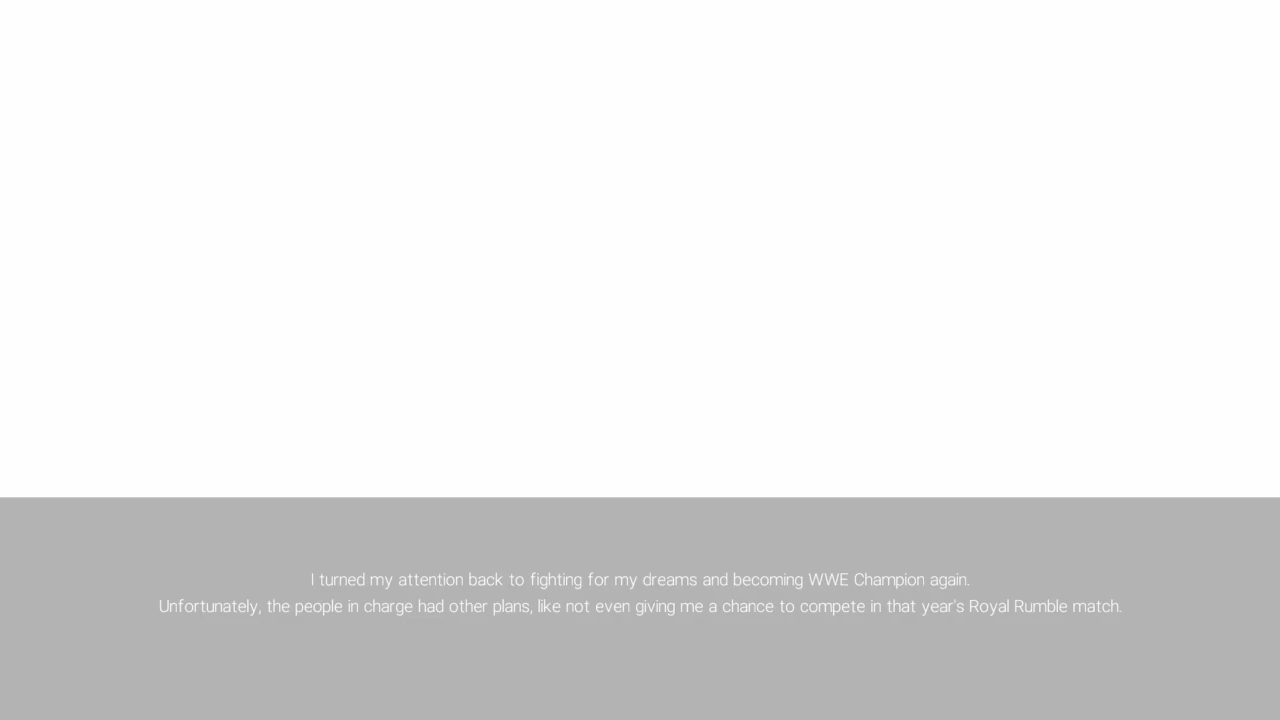 I turned my attention back to fighting for my dreams and becoming WWE Champion again.
Unfortunately, the people in charge had other plans, like not even giving me a chance to compete in that year's Royal Rumble match.